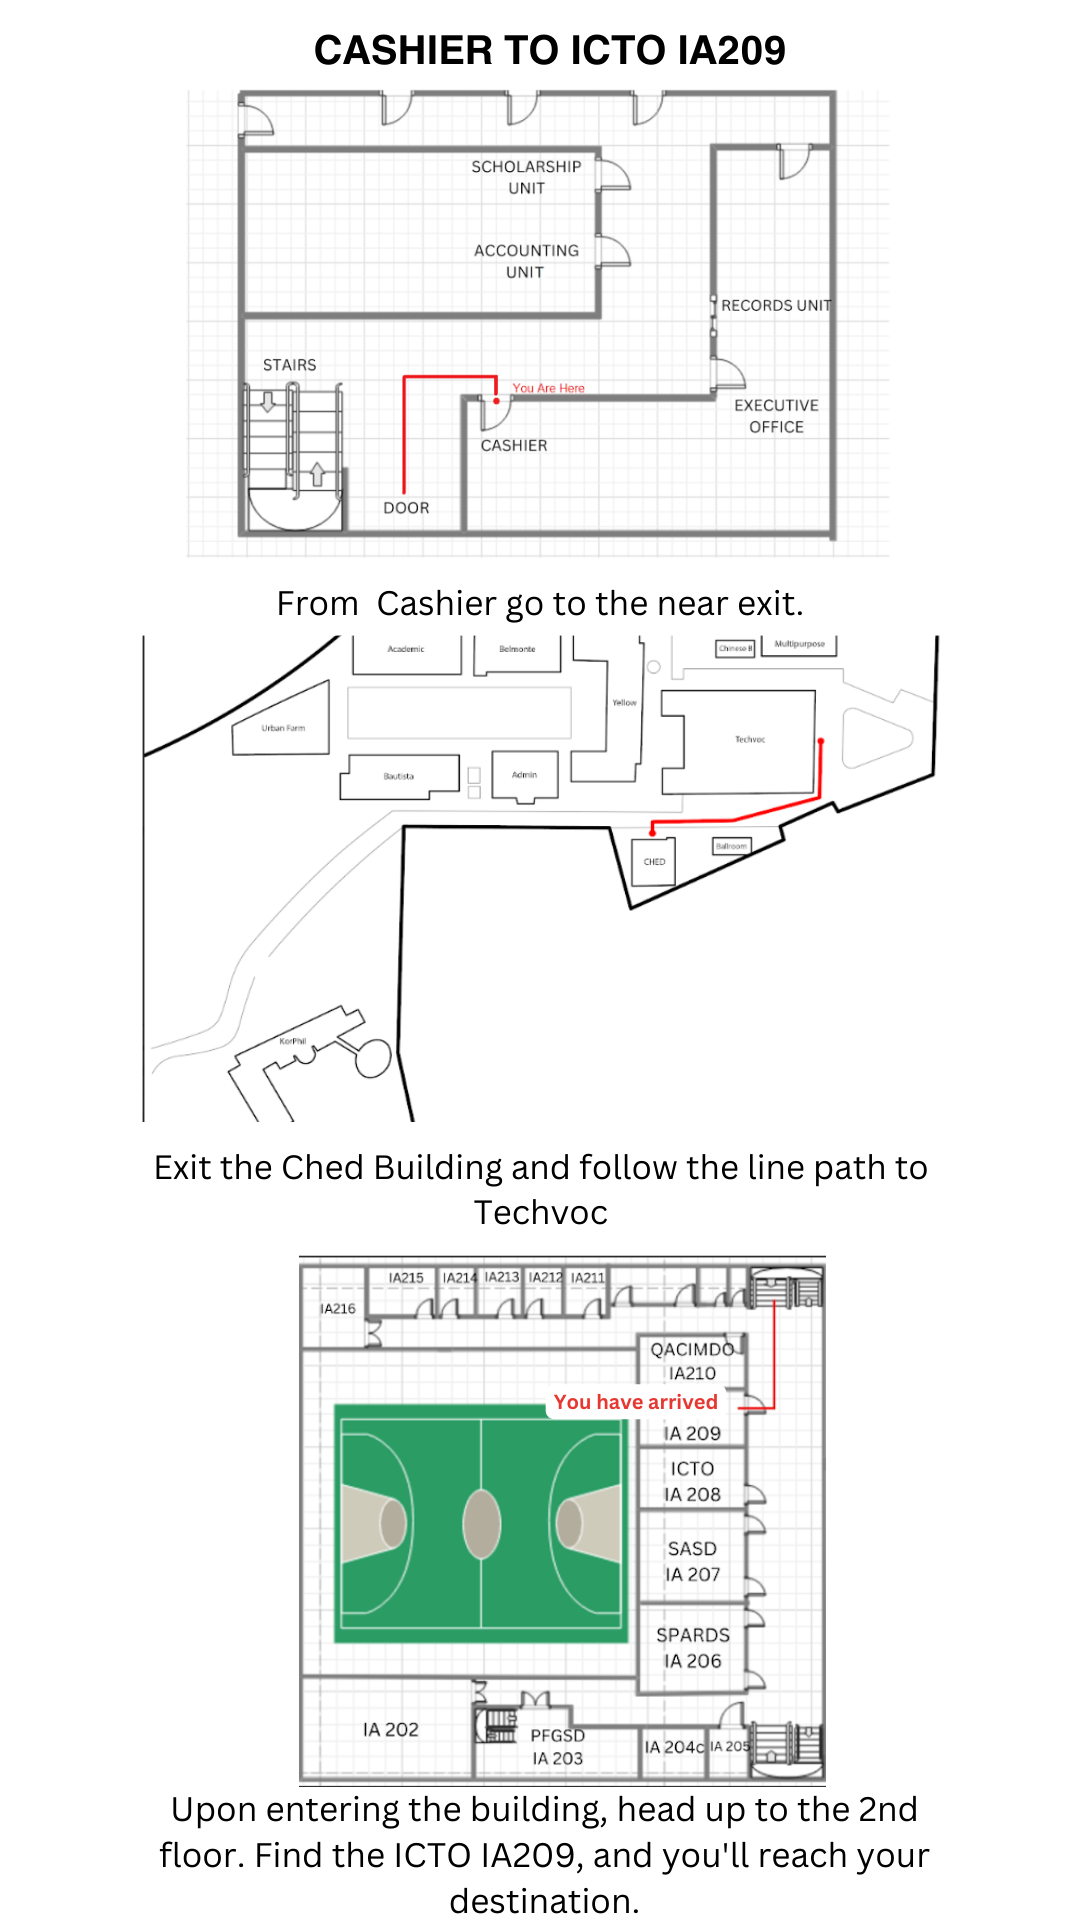 CASHIER TO ICTO IA209
SCHOLARSHIP
UNIT
ACCOUNTING
UNIT
RECORDS UNIT
STAIRS
You Are Here
EXECUTIVE
OFFICE
CASHIER
DOOR
From Cashier go to the near exit.
Academic
Belmonte
Chinese B
Multipurpose
Yellow
Urban Farm
Techvoc
Bautista
Admin
Ballroom
CHED
KorPhil
Exit the Ched Building and follow the line path to
Techvoc
IA215
IA214
IA213
IA212
IA211
IA216
QACIMDO
IA210
You have arrived
IA 209
ICTO
IA 208
SASD
IA 207
SPARDS
IA 206
IA 202
PFGSD
IA 203
IA 204c
IA 205
Upon entering the building, head up to the 2nd
floor. Find the ICTO IA209, and you'll reach your
destination.